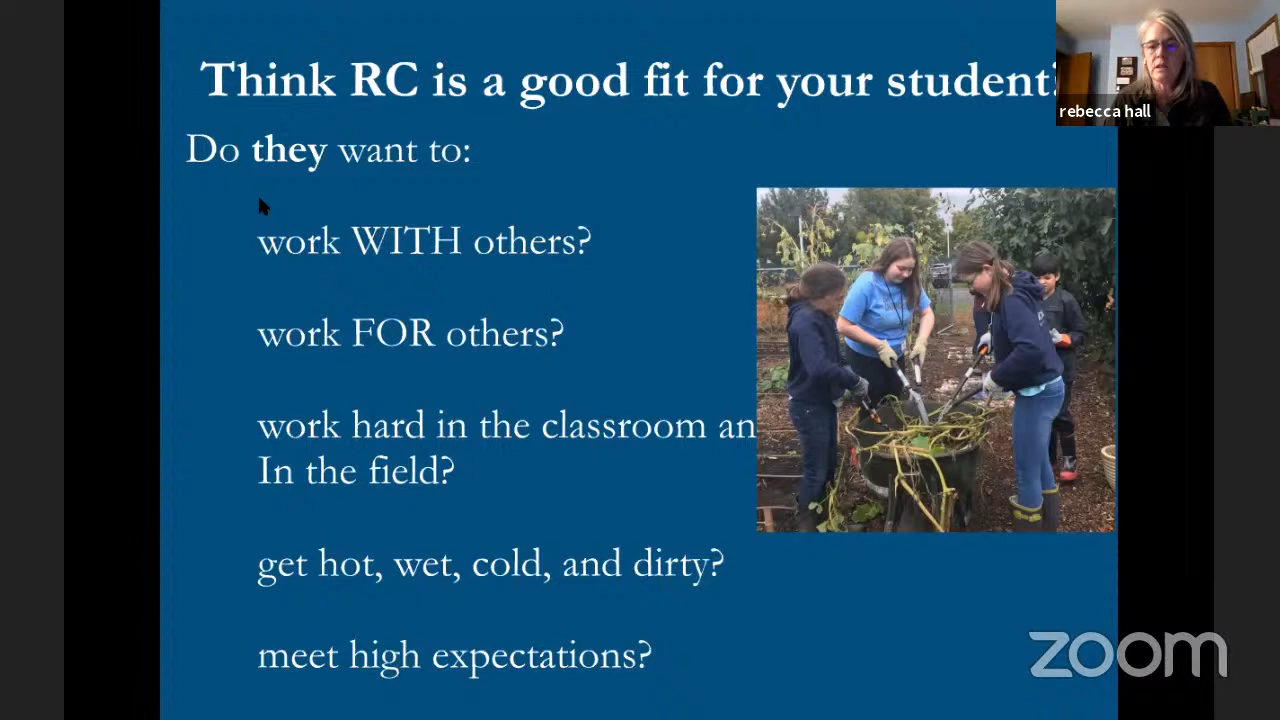 Think RC is a good fit for your student?
rebecca hall
Do they want to:
work WITH others?
work FOR others?
work hard in the classroom an
In the field?
get hot, wet, cold, and dirty?
meet high expectations?
zoom